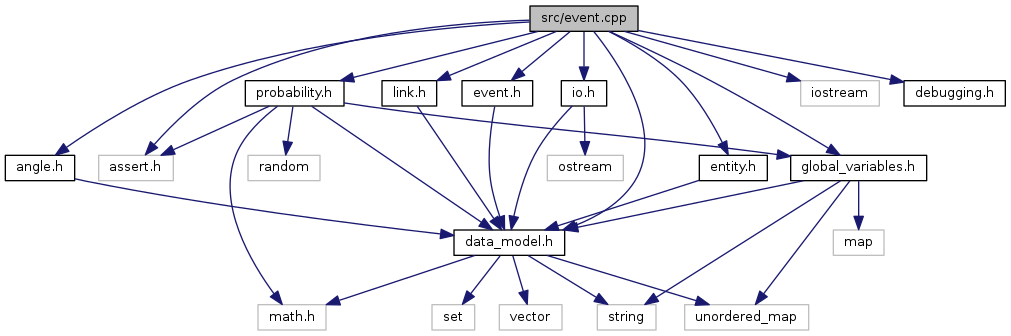 src/event.cpp
probability.h
link.h
event.h
io.h
iostream
debugging.h
angle.h
assert.h
random
ostream
entity.h
global_variables.h
data_model.h
map
math.h
set
vector
string
unordered_map